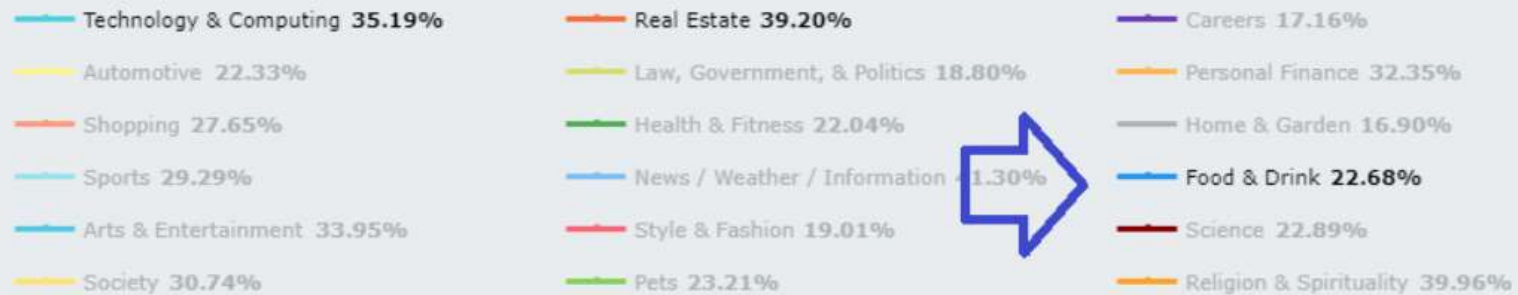 Technology & Computing 35.19% Real Estate 39.20% Careers 17.16%
Automotive 22.33% Law, Government, & Politics 18.80% Personal Finance 32.35%
Shopping 27.65% Health & Fitness 22.04% Home & Garden 16.90%
Sports 29.29% News / Weather / Information 1.30% Food & Drink 22.68%
Arts & Entertainment 33.95% Style & Fashion 19.01% Science 22.89%
Society 30.74% Pets 23.21% Religion & Spirituality 39.96%